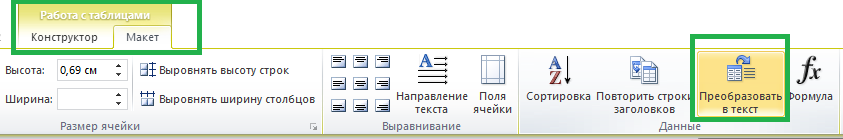 Работа с таблицами
Конструктор Макет
Высота: 0,69 см
Ширина:
Выровнять высоту строк
Выровнять ширину столбцов
Размер ячейки
Направление
текста
Поля
ячейки
Выравнивание
А
Я
Сортировка
Повторить строки
заголовков
Преобразовать
в текст
fx
Формула
Данные